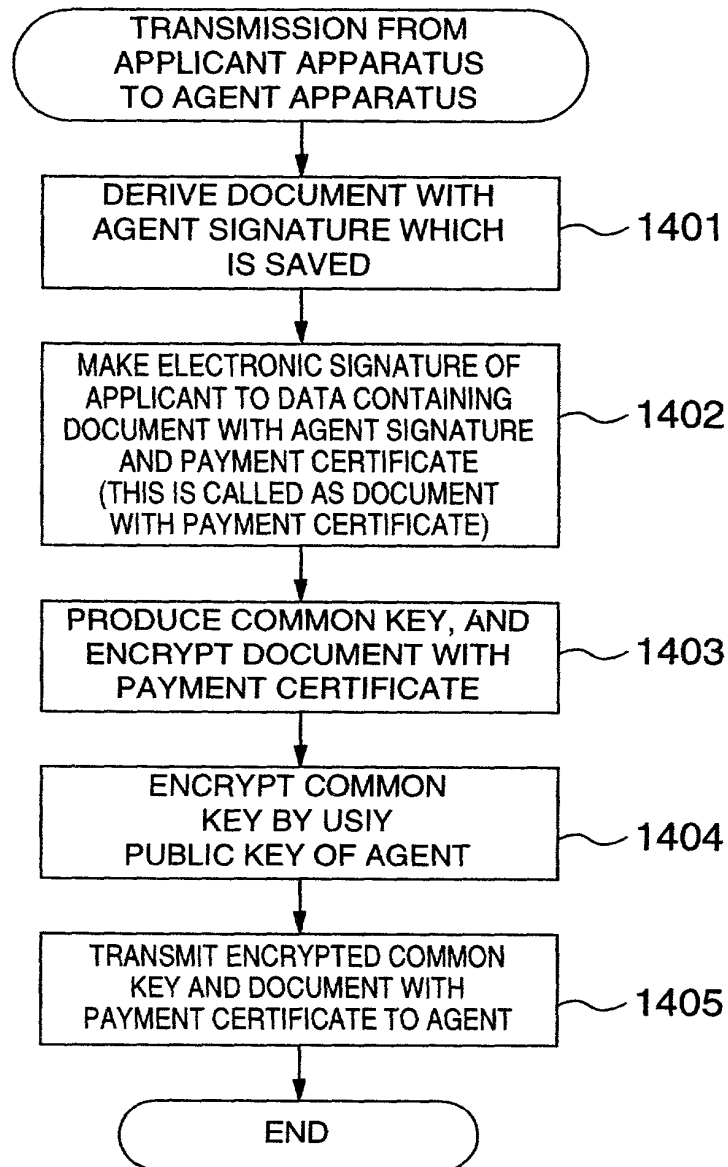 TRANSMISSION FROM
APPLICANT APPARATUS
TO AGENT APPARATUS
DERIVE DOCUMENT WITH
AGENT SIGNATURE WHICH
IS SAVED
1401
MAKE ELECTRONIC SIGNATURE OF
APPLICANT TO DATA CONTAINING
DOCUMENT WITH AGENT SIGNATURE
AND PAYMENT CERTIFICATE
(THIS IS CALLED AS DOCUMENT
WITH PAYMENT CERTIFICATE)
1402
PRODUCE COMMON KEY, AND
ENCRYPT DOCUMENT WITH
PAYMENT CERTIFICATE
1403
ENCRYPT COMMON
KEY BY USIY
PUBLIC KEY OF AGENT
1404
TRANSMIT ENCRYPTED COMMON
KEY AND DOCUMENT WITH
PAYMENT CERTIFICATE TO AGENT
1405
END